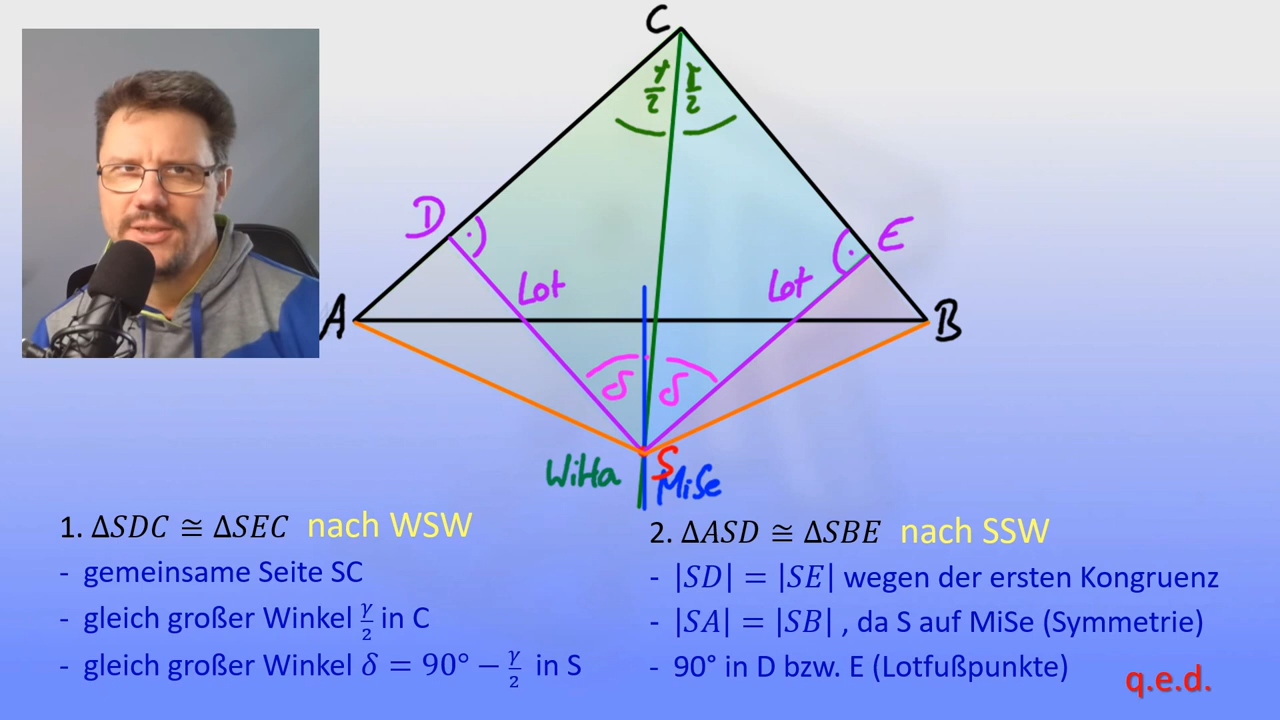 C
γ/2 γ/2
D
E
Lot
Lot
A
B
δ δ
S
WiHa
MiSe
1. ΔSDC ≅ ΔSEC nach WSW
- gemeinsame Seite SC
- gleich großer Winkel γ/2 in C
- gleich großer Winkel δ = 90° − γ/2 in S
2. ΔASD ≅ ΔSBE nach SSW
- |SD| = |SE| wegen der ersten Kongruenz
- |SA| = |SB| , da S auf MiSe (Symmetrie)
- 90° in D bzw. E (Lotfußpunkte)
q.e.d.